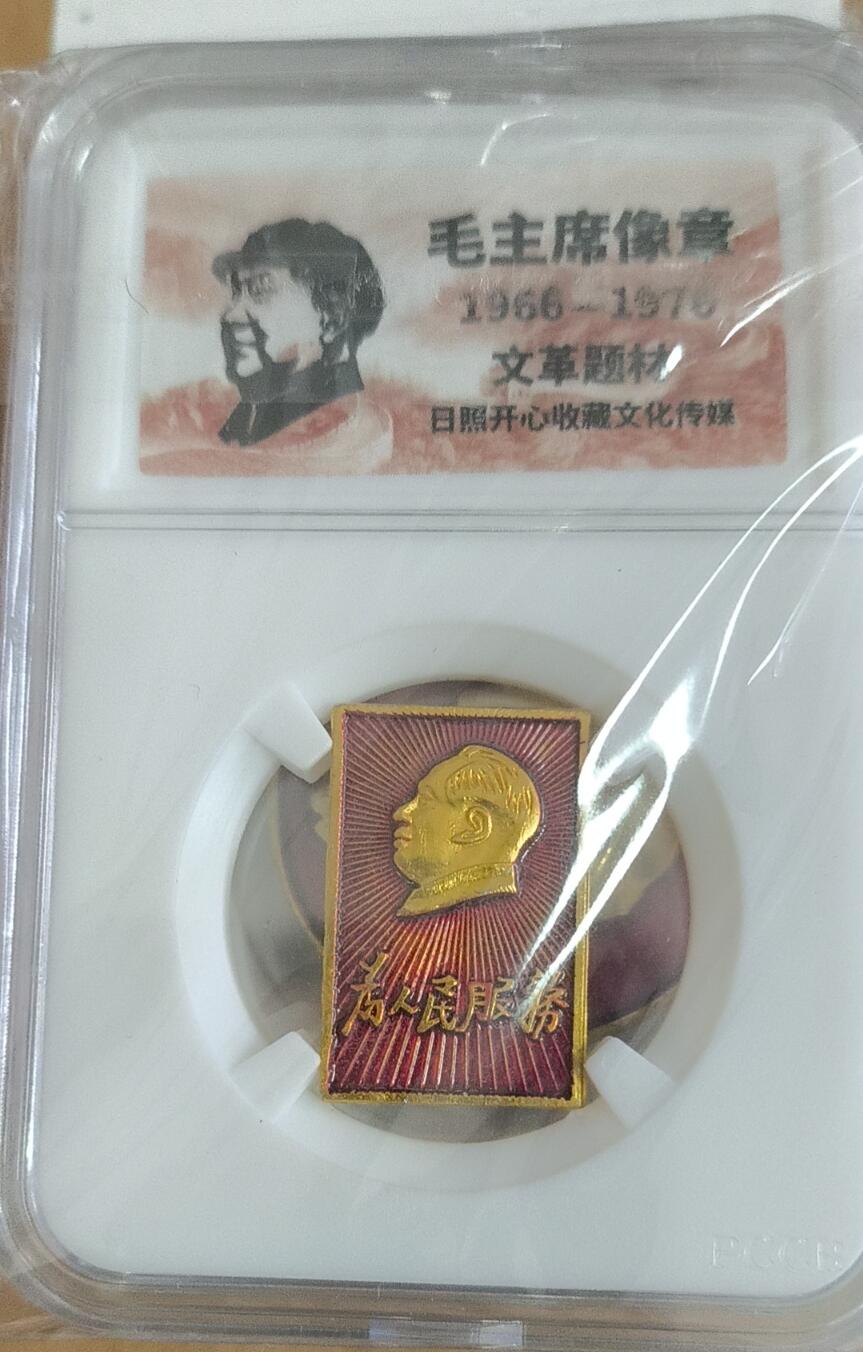 毛主席像章
1966-1976
文革题材
日照开心收藏文化传媒
为人民服務
PCCB